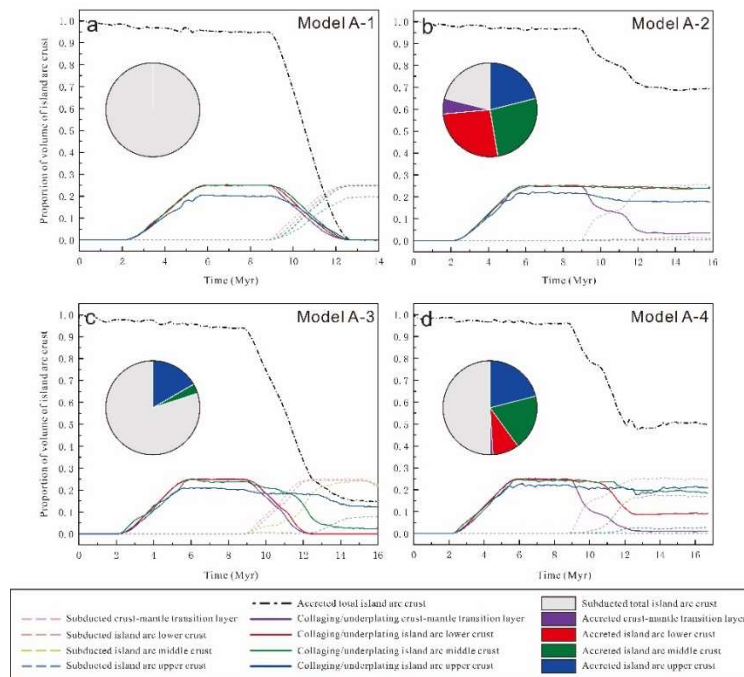 a
Model A-1
Proportion of volume of island arc crust
1.0
0.9
0.8
0.7
0.6
0.5
0.4
0.3
0.2
0.1
0.0
0 2 4 6 8 10 12 14
Time (Myr)
b
Model A-2
1.0
0.9
0.8
0.7
0.6
0.5
0.4
0.3
0.2
0.1
0.0
0 2 4 6 8 10 12 14 16
Time (Myr)
c
Model A-3
Proportion of volume of island arc crust
1.0
0.9
0.8
0.7
0.6
0.5
0.4
0.3
0.2
0.1
0.0
0 2 4 6 8 10 12 14 16
Time (Myr)
d
Model A-4
1.0
0.9
0.8
0.7
0.6
0.5
0.4
0.3
0.2
0.1
0.0
0 2 4 6 8 10 12 14 16
Time (Myr)
Accreted total island arc crust
Subducted total island arc crust
Subducted crust-mantle transition layer
Collaging/underplating crust-mantle transition layer
Accreted crust-mantle transition layer
Subducted island arc lower crust
Collaging/underplating island arc lower crust
Accreted island arc lower crust
Subducted island arc middle crust
Collaging/underplating island arc middle crust
Accreted island arc middle crust
Subducted island arc upper crust
Collaging/underplating island arc upper crust
Accreted island arc upper crust